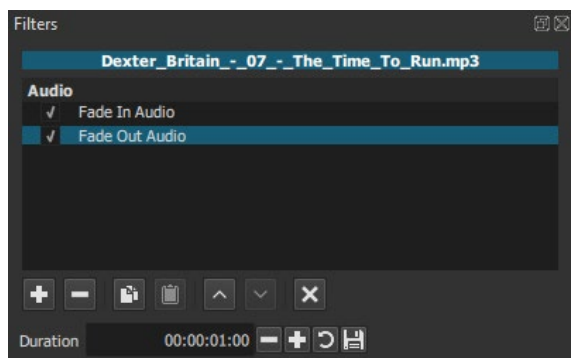 Filters
Dexter_Britain_-_07_-_The_Time_To_Run.mp3
Audio
Fade In Audio
Fade Out Audio
Duration 00:00:01:00